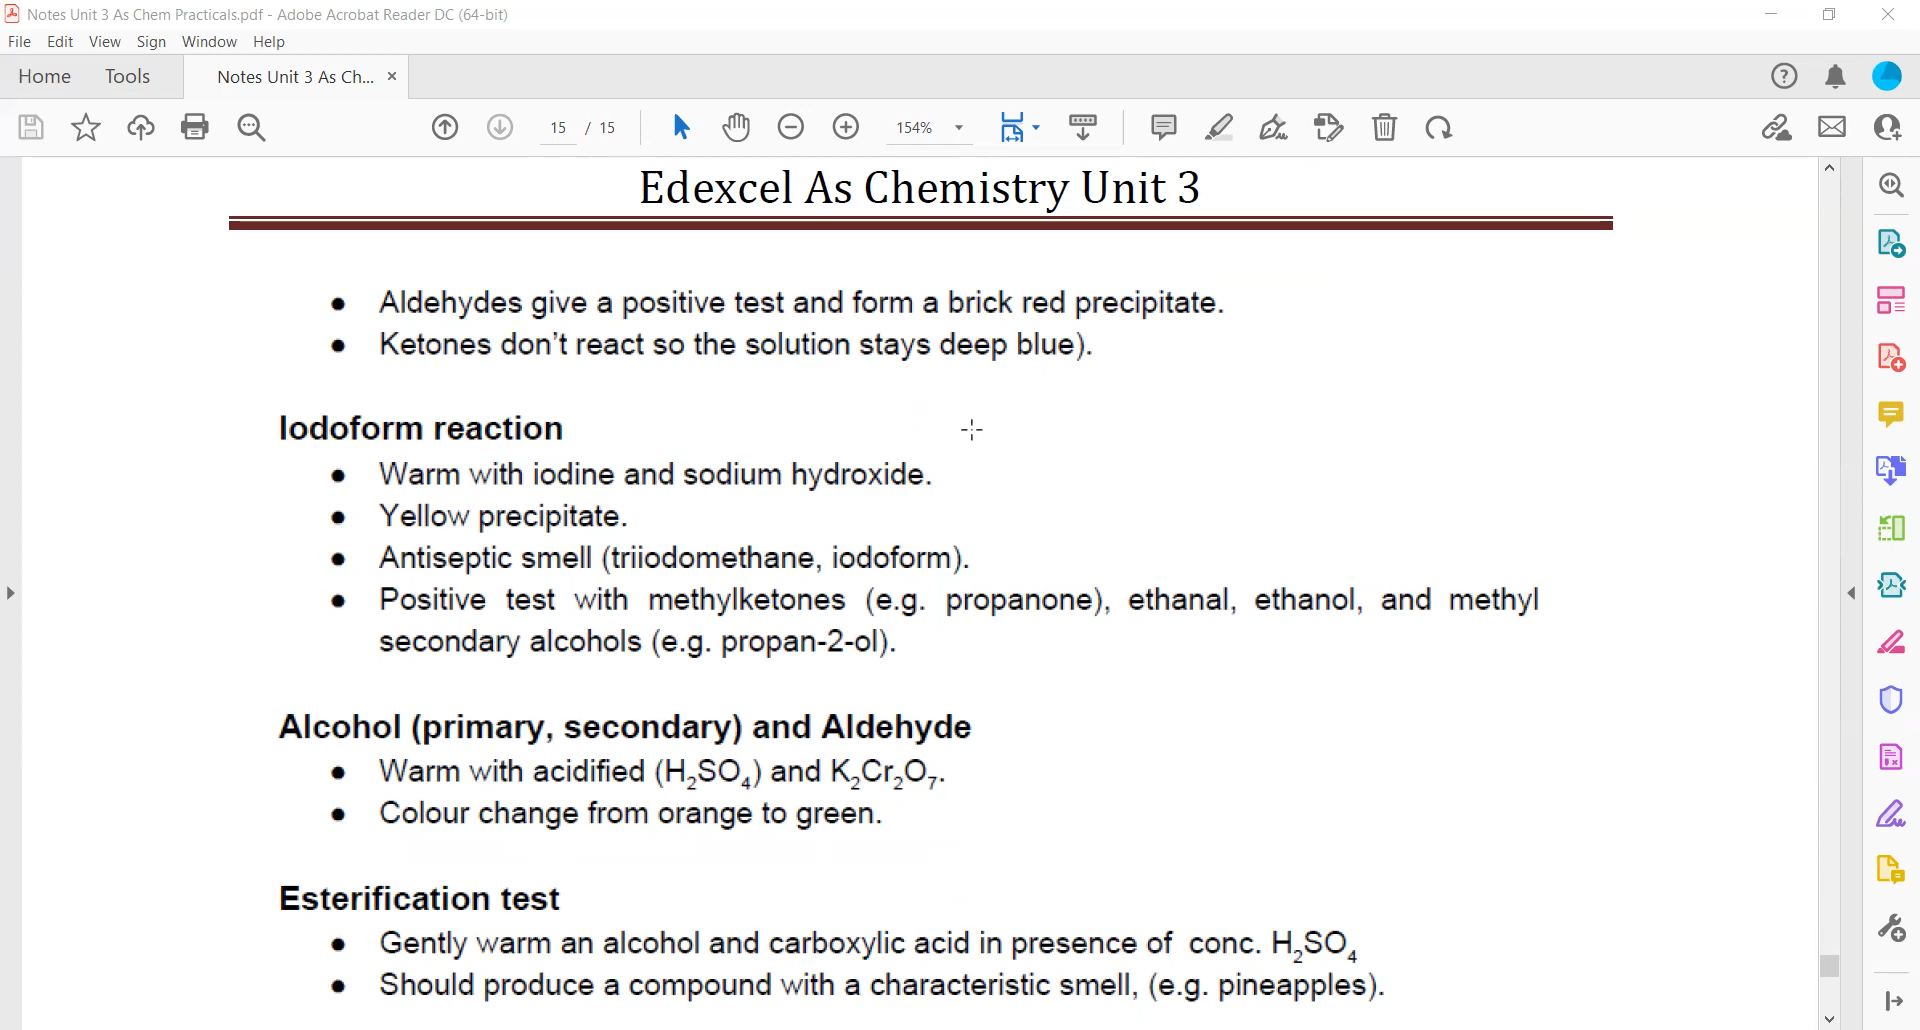 Notes Unit 3 As Chem Practicals.pdf - Adobe Acrobat Reader DC (64-bit)
File Edit View Sign Window Help
Home Tools Notes Unit 3 As Ch... ×
15 / 15 154%
Edexcel As Chemistry Unit 3
● Aldehydes give a positive test and form a brick red precipitate.
● Ketones don't react so the solution stays deep blue).
Iodoform reaction
● Warm with iodine and sodium hydroxide.
● Yellow precipitate.
● Antiseptic smell (triiodomethane, iodoform).
● Positive test with methylketones (e.g. propanone), ethanal, ethanol, and methyl
secondary alcohols (e.g. propan-2-ol).
Alcohol (primary, secondary) and Aldehyde
● Warm with acidified (H₂SO₄) and K₂Cr₂O₇.
● Colour change from orange to green.
Esterification test
● Gently warm an alcohol and carboxylic acid in presence of conc. H₂SO₄
● Should produce a compound with a characteristic smell, (e.g. pineapples).